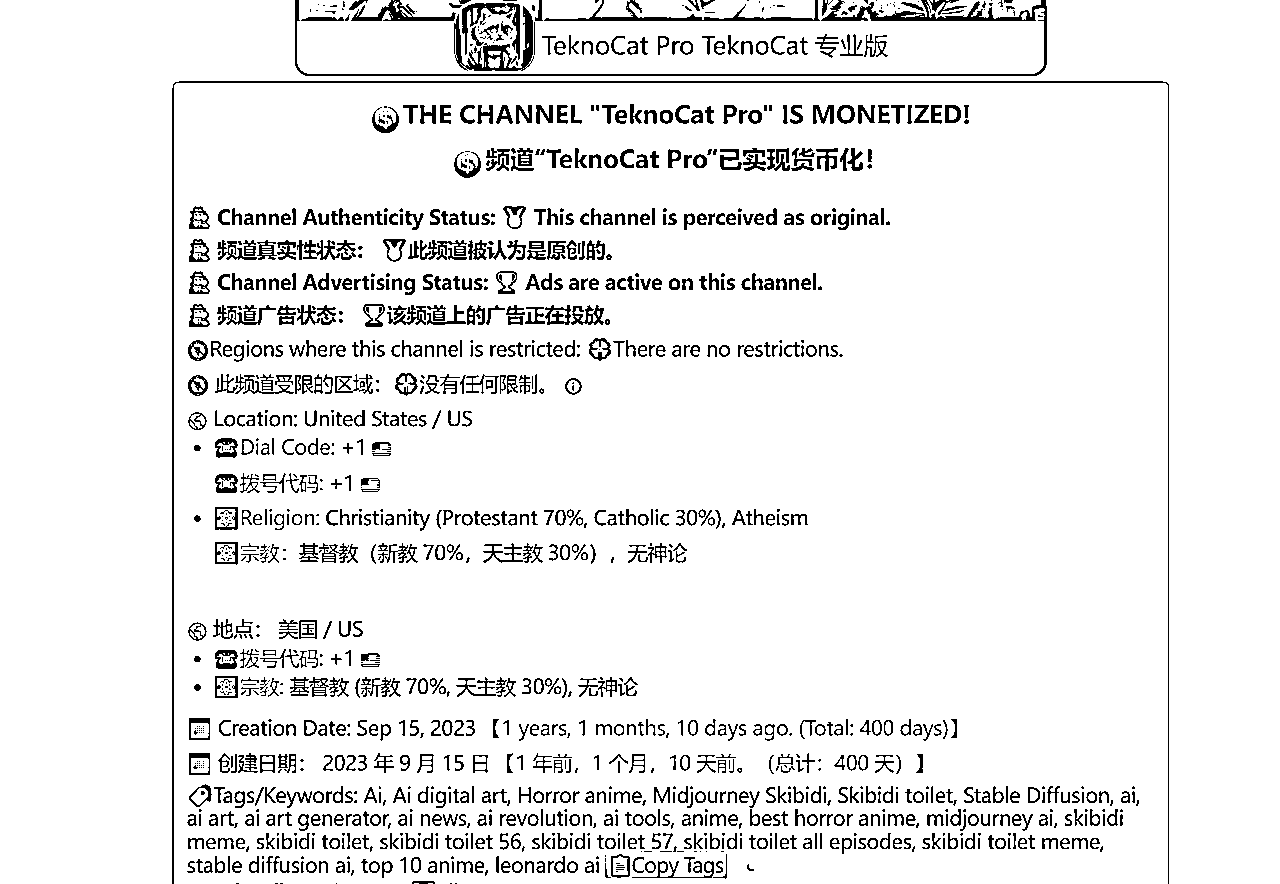 TeknoCat Pro TeknoCat 专业版
THE CHANNEL "TeknoCat Pro" IS MONETIZED!
频道“TeknoCat Pro”已实现货币化！
Channel Authenticity Status: This channel is perceived as original.
频道真实性状态： 此频道被认为是原创的。
Channel Advertising Status: Ads are active on this channel.
频道广告状态： 该频道上的广告正在投放。
Regions where this channel is restricted: There are no restrictions.
此频道受限的区域： 没有任何限制。
Location: United States / US
• Dial Code: +1
拨号代码: +1
• Religion: Christianity (Protestant 70%, Catholic 30%), Atheism
宗教：基督教（新教 70%，天主教 30%），无神论
地点： 美国 / US
• 拨号代码: +1
• 宗教: 基督教 (新教 70%, 天主教 30%), 无神论
Creation Date: Sep 15, 2023 【1 years, 1 months, 10 days ago. (Total: 400 days)】
创建日期： 2023 年 9 月 15 日 【1 年前，1 个月，10 天前。（总计：400 天）】
Tags/Keywords: Ai, Ai digital art, Horror anime, Midjourney Skibidi, Skibidi toilet, Stable Diffusion, ai,
ai art, ai art generator, ai news, ai revolution, ai tools, anime, best horror anime, midjourney ai, skibidi
meme, skibidi toilet, skibidi toilet 56, skibidi toilet 57, skibidi toilet all episodes, skibidi toilet meme,
stable diffusion ai, top 10 anime, leonardo ai Copy Tags